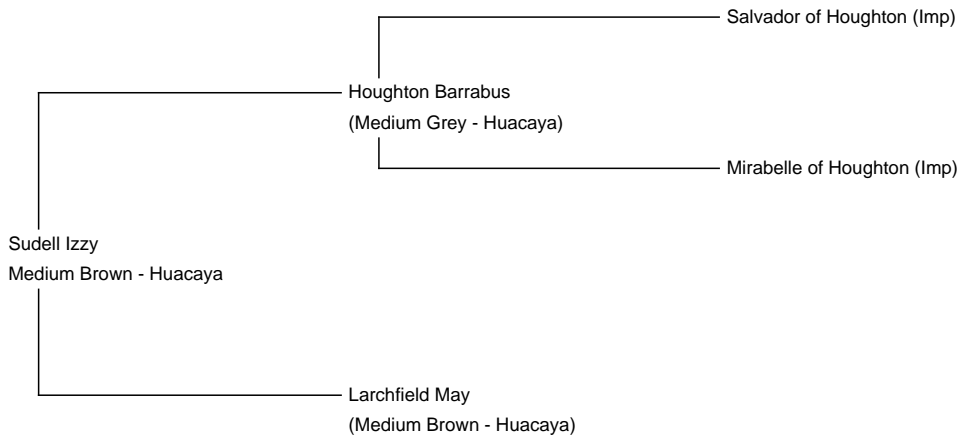 Salvador of Houghton (Imp)
Houghton Barrabus
(Medium Grey - Huacaya)
Mirabelle of Houghton (Imp)
Sudell Izzy
Medium Brown - Huacaya
Larchfield May
(Medium Brown - Huacaya)